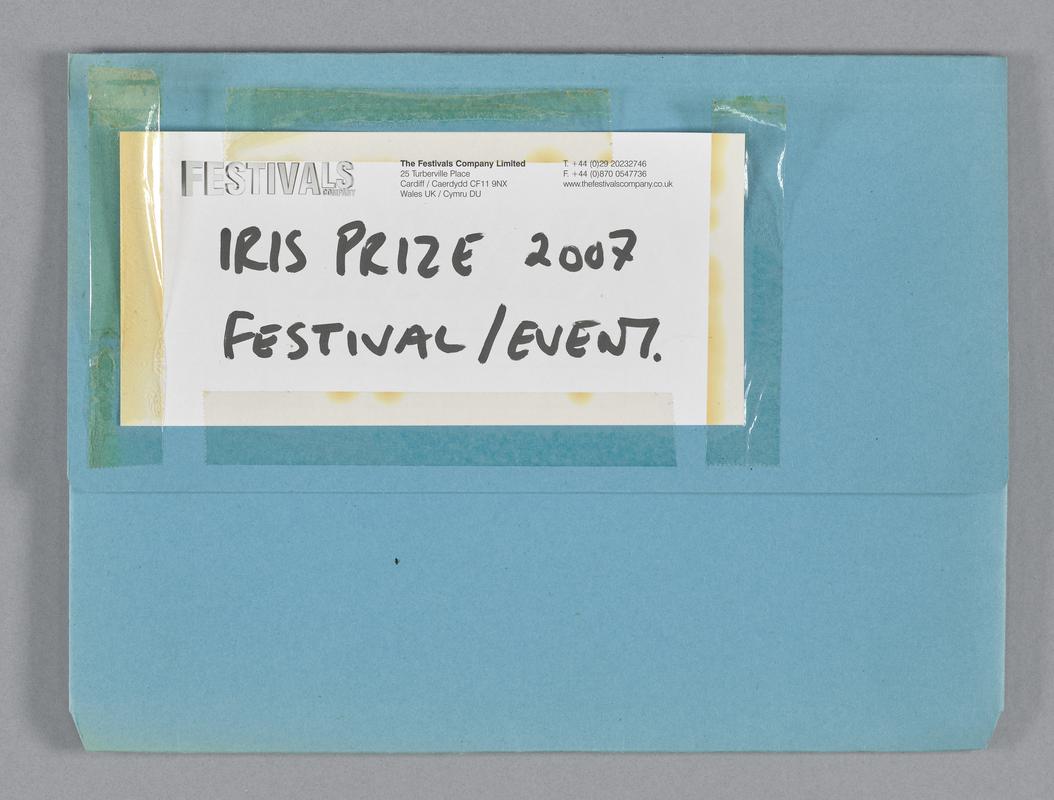 FESTIVALS
COMPANY
The Festivals Company Limited
25 Turberville Place
Cardiff / Caerdydd CF11 9NX
Wales UK / Cymru DU
T. +44 (0)29 20232746
F. +44 (0)870 0547736
www.thefestivalscompany.co.uk
IRIS PRIZE 2007
FESTIVAL / EVENT.